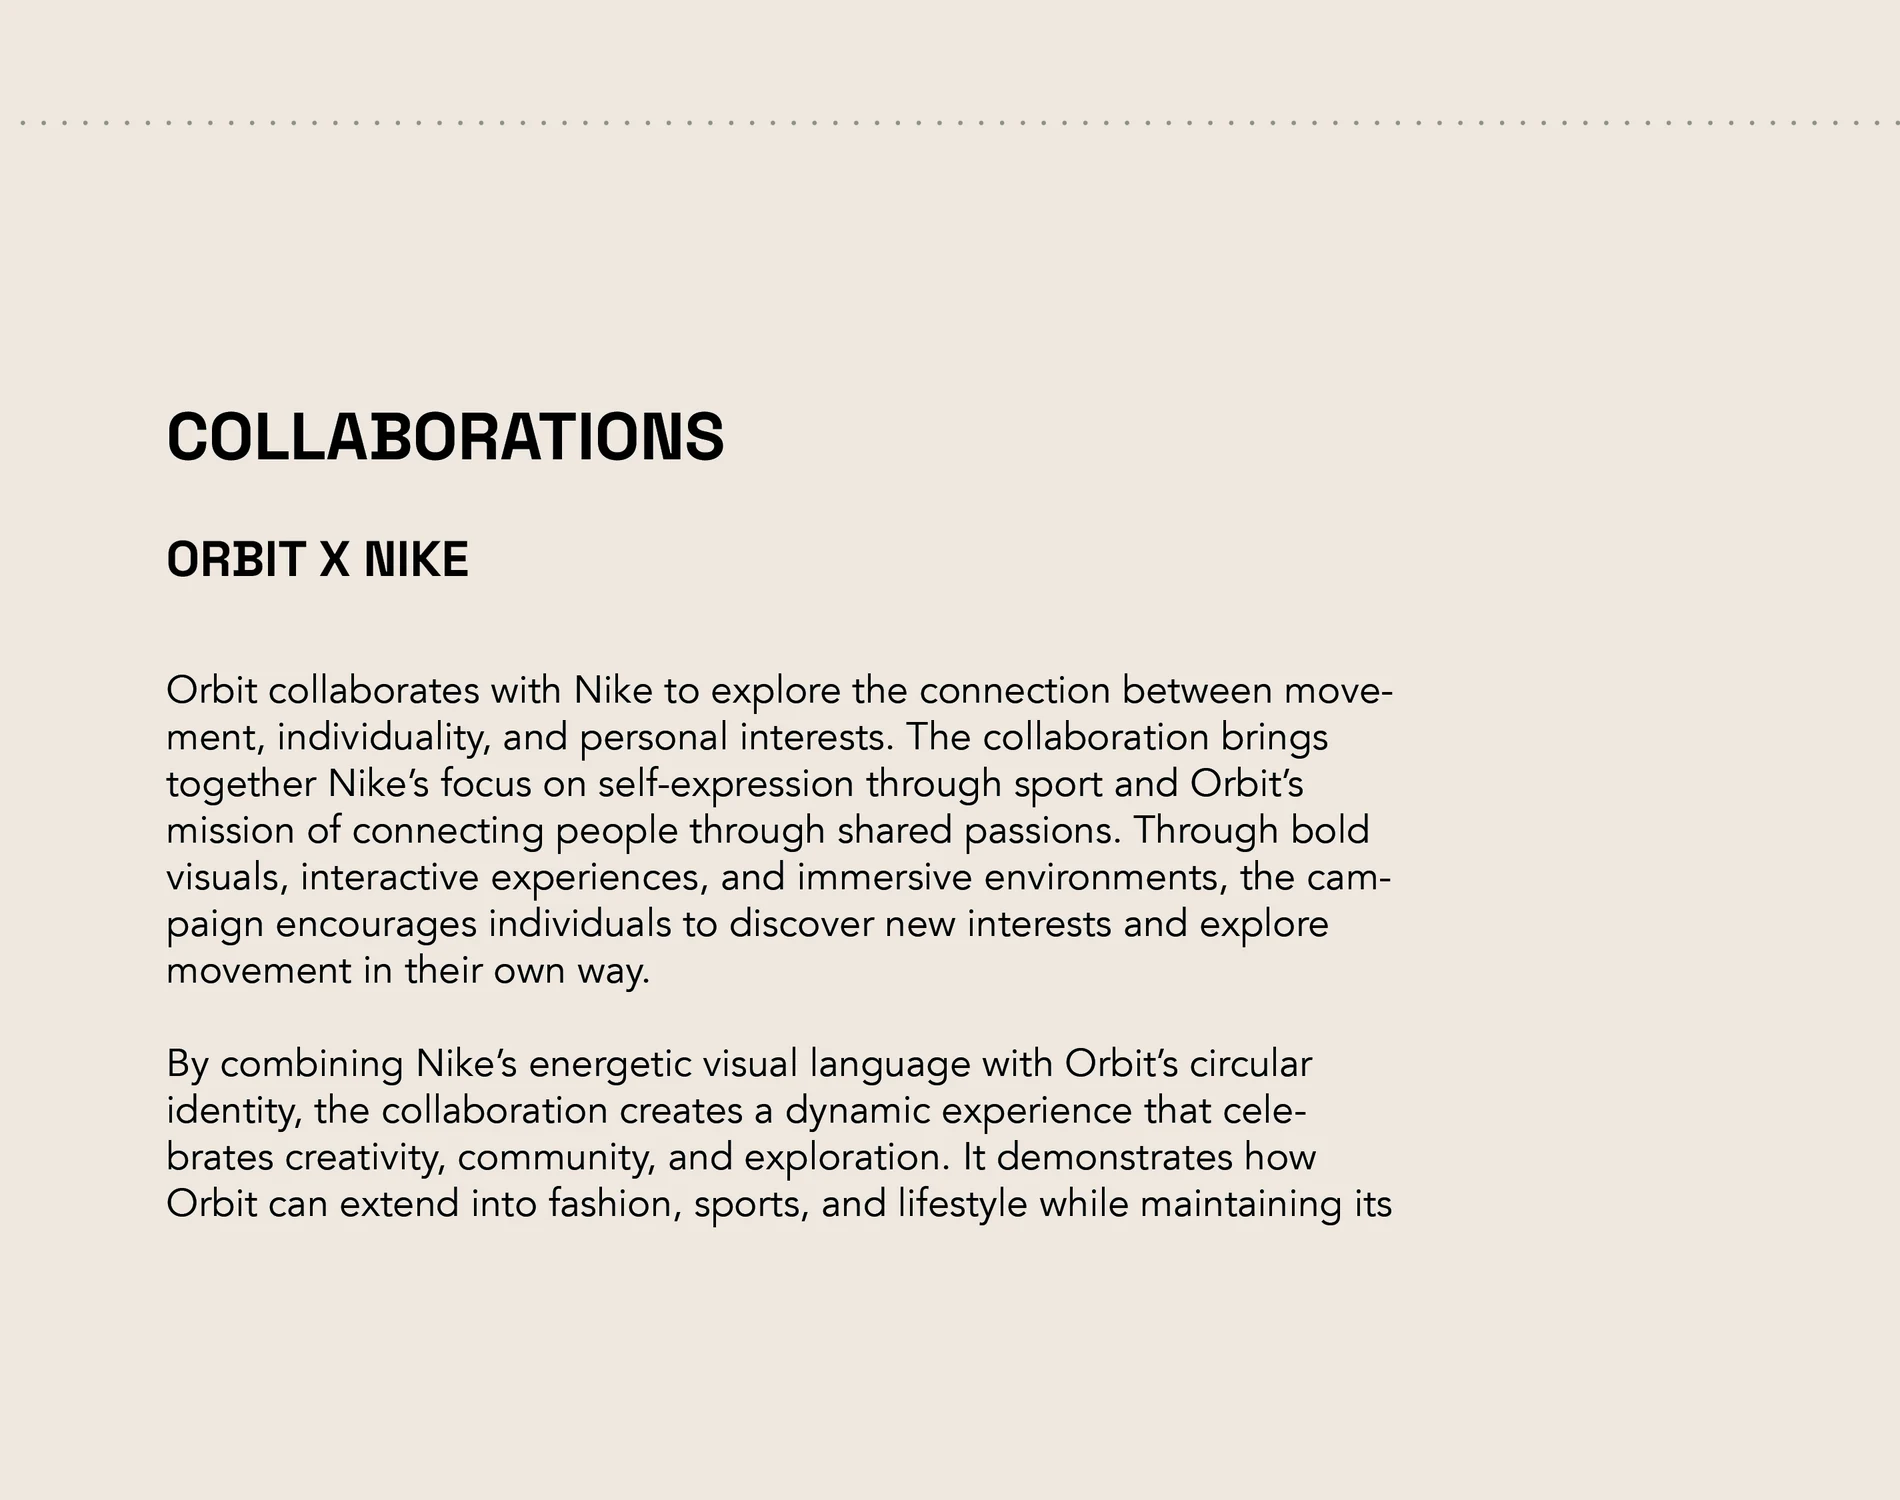 COLLABORATIONS
ORBIT X NIKE
Orbit collaborates with Nike to explore the connection between move-
ment, individuality, and personal interests. The collaboration brings
together Nike’s focus on self-expression through sport and Orbit’s
mission of connecting people through shared passions. Through bold
visuals, interactive experiences, and immersive environments, the cam-
paign encourages individuals to discover new interests and explore
movement in their own way.
By combining Nike’s energetic visual language with Orbit’s circular
identity, the collaboration creates a dynamic experience that cele-
brates creativity, community, and exploration. It demonstrates how
Orbit can extend into fashion, sports, and lifestyle while maintaining its